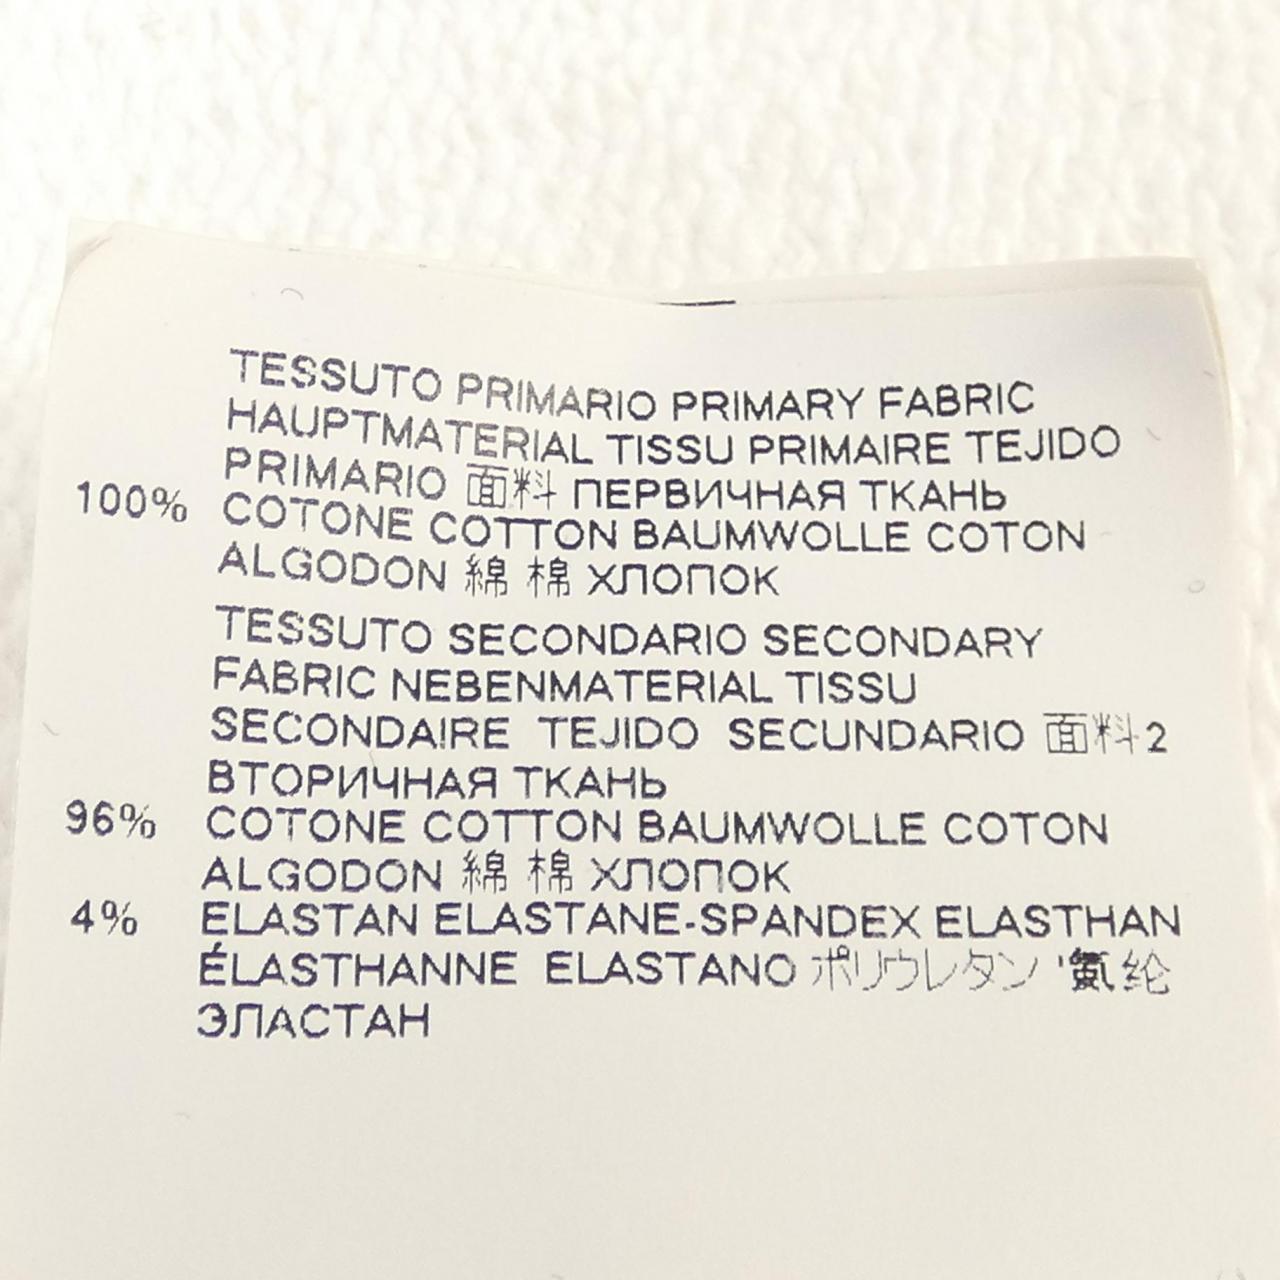 TESSUTO PRIMARIO PRIMARY FABRIC
HAUPTMATERIAL TISSU PRIMAIRE TEJIDO
PRIMARIO 面料 ПЕРВИЧНАЯ ТКАНЬ
100% COTONE COTTON BAUMWOLLE COTON
ALGODON 綿 棉 ХЛОПОК
TESSUTO SECONDARIO SECONDARY
FABRIC NEBENMATERIAL TISSU
SECONDAIRE TEJIDO SECUNDARIO 面料2
ВТОРИЧНАЯ ТКАНЬ
96% COTONE COTTON BAUMWOLLE COTON
ALGODON 綿 棉 ХЛОПОК
4% ELASTAN ELASTANE-SPANDEX ELASTHAN
ÉLASTHANNE ELASTANO ポリウレタン '氨纶
ЭЛАСТАН